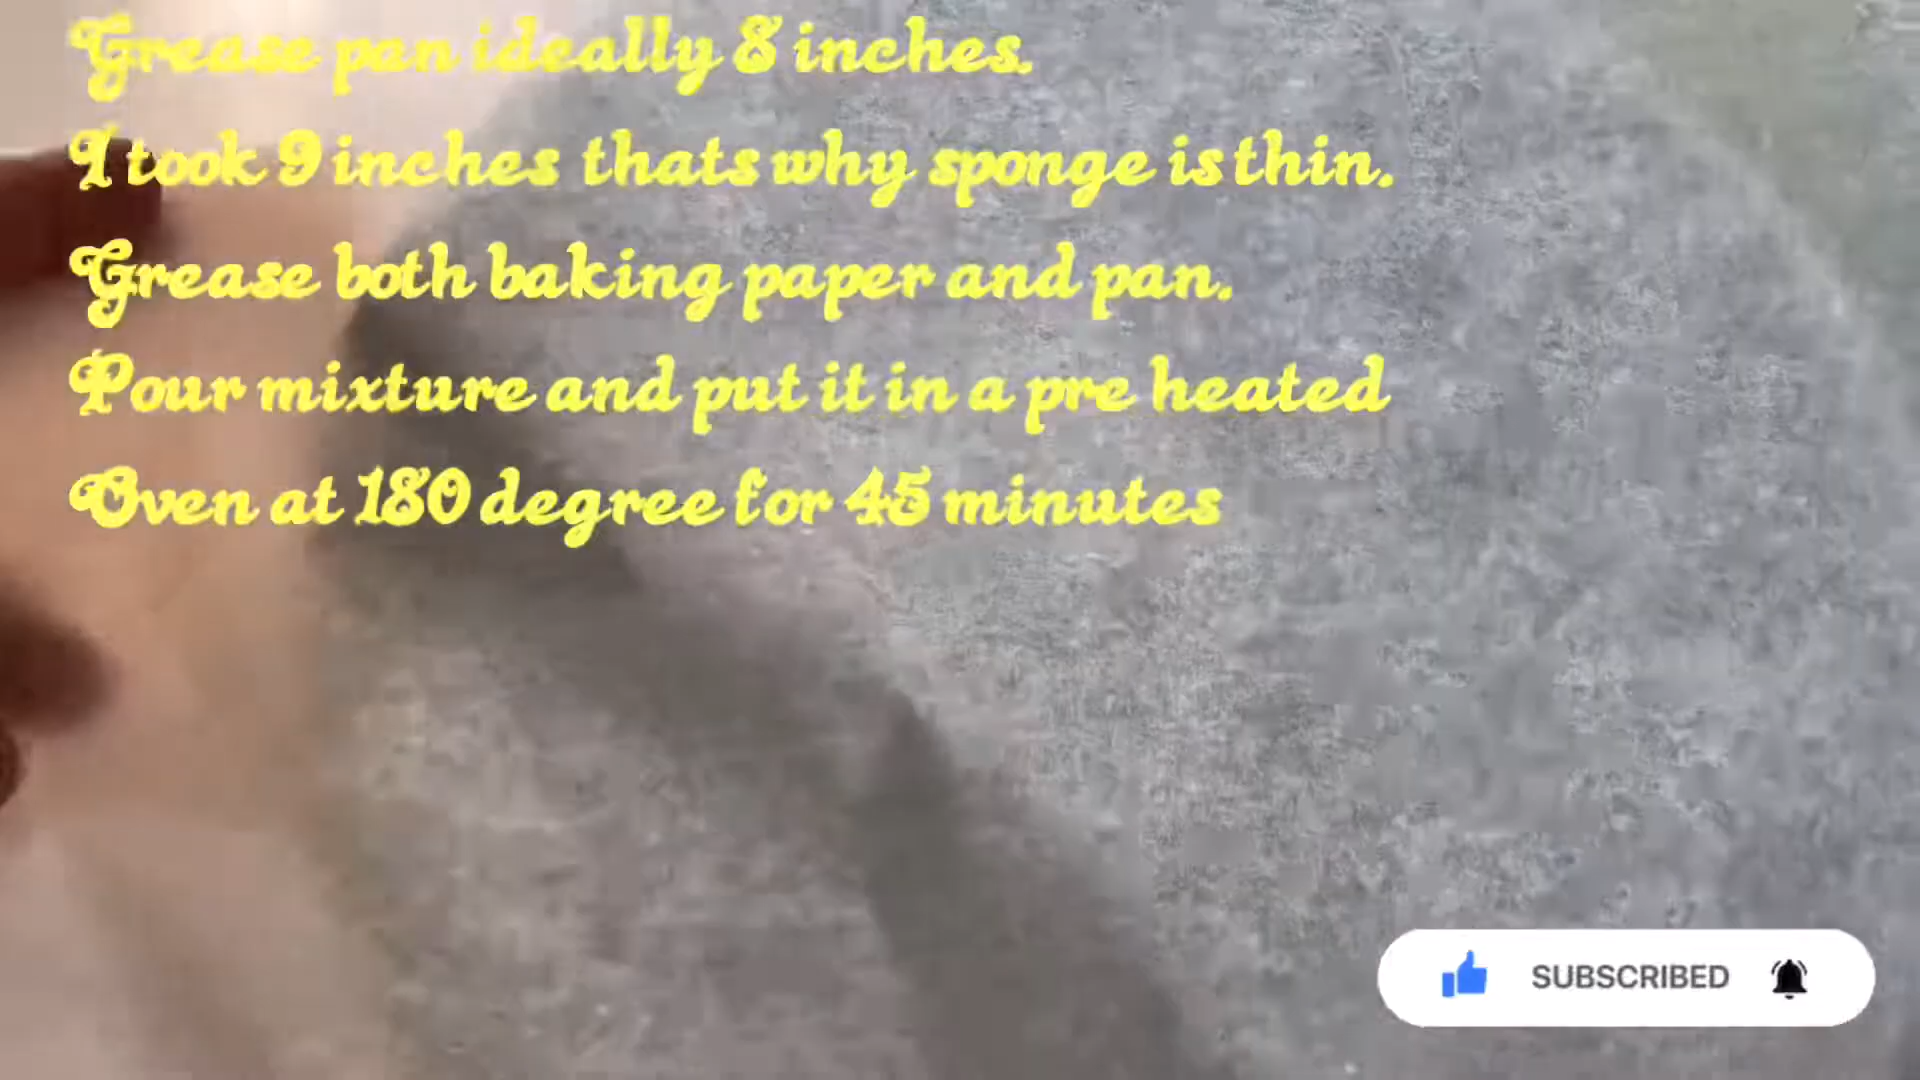 Grease pan ideally 8 inches.
I took 9 inches thats why sponge is thin.
Grease both baking paper and pan.
Pour mixture and put it in a pre heated
Oven at 180 degree for 45 minutes
SUBSCRIBED